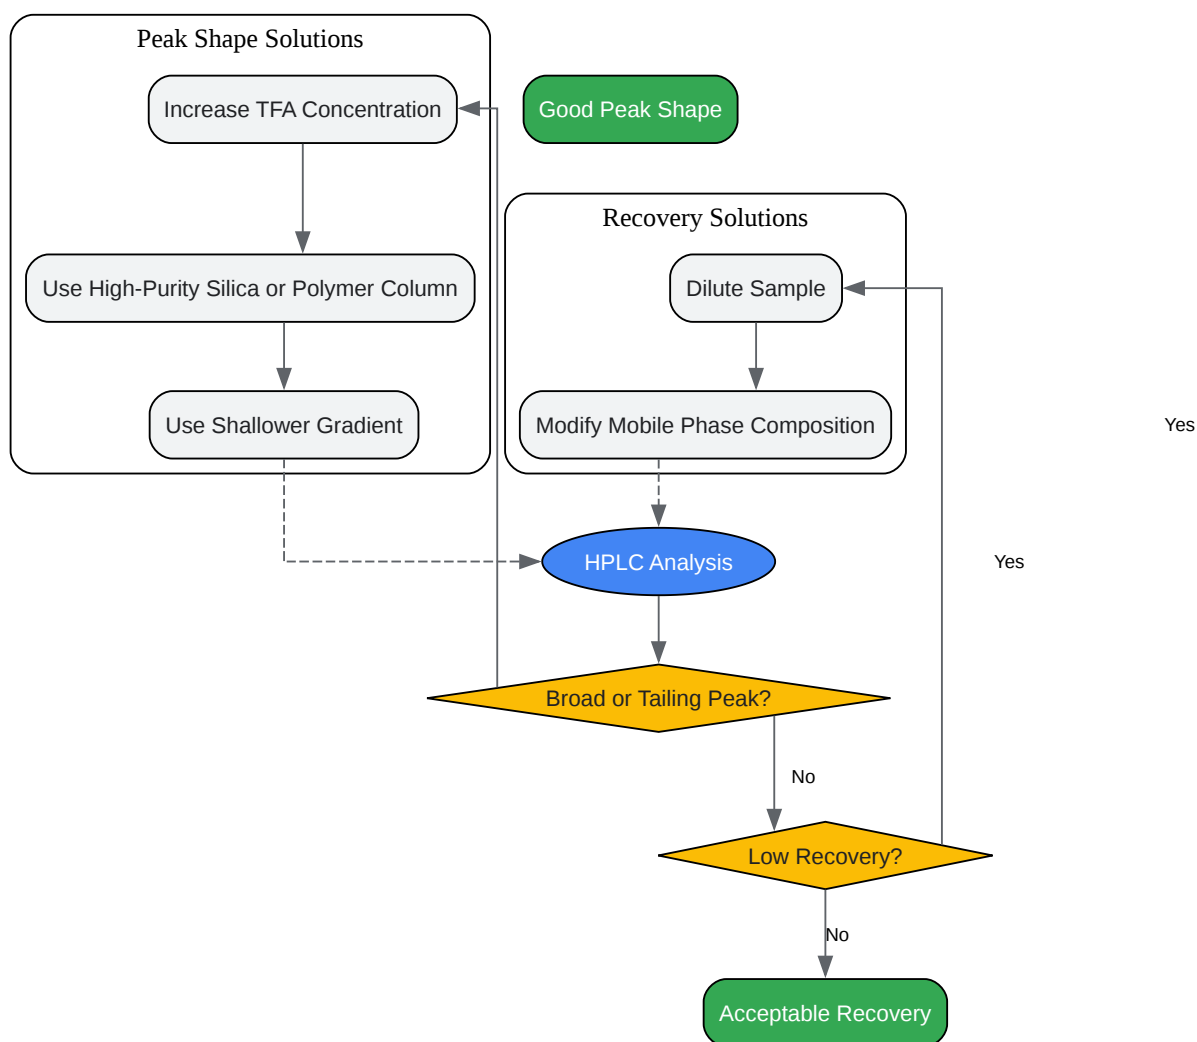 Peak Shape Solutions
Increase TFA Concentration
Good Peak Shape
Recovery Solutions
Use High-Purity Silica or Polymer Column
Dilute Sample
Use Shallower Gradient
Modify Mobile Phase Composition
Yes
HPLC Analysis
Yes
Broad or Tailing Peak?
No
Low Recovery?
No
Acceptable Recovery